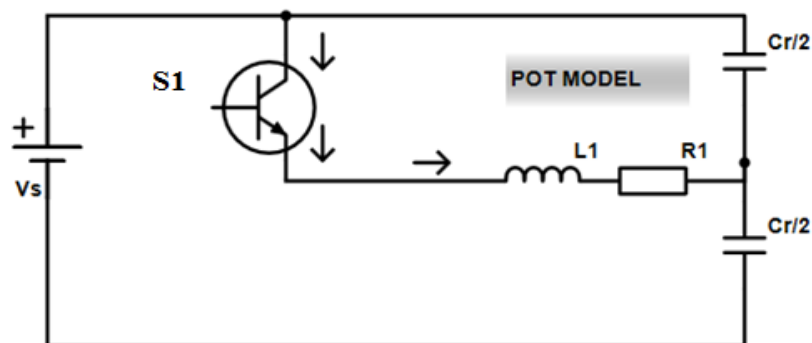 Cr/2
S1
POT MODEL
+
L1
R1
Vs
Cr/2